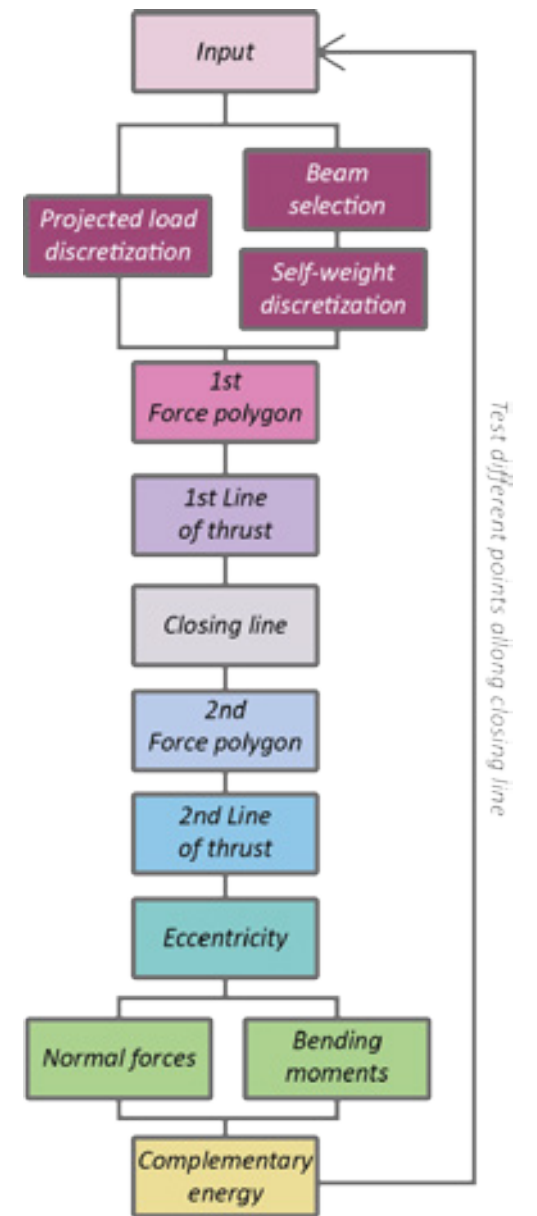 Input
Beam
selection
Projected load
discretization
Self-weight
discretization
1st
Force polygon
1st Line
of thrust
Closing line
2nd
Force polygon
2nd Line
of thrust
Eccentricity
Normal forces
Bending
moments
Complementary
energy
Test different points allong closing line